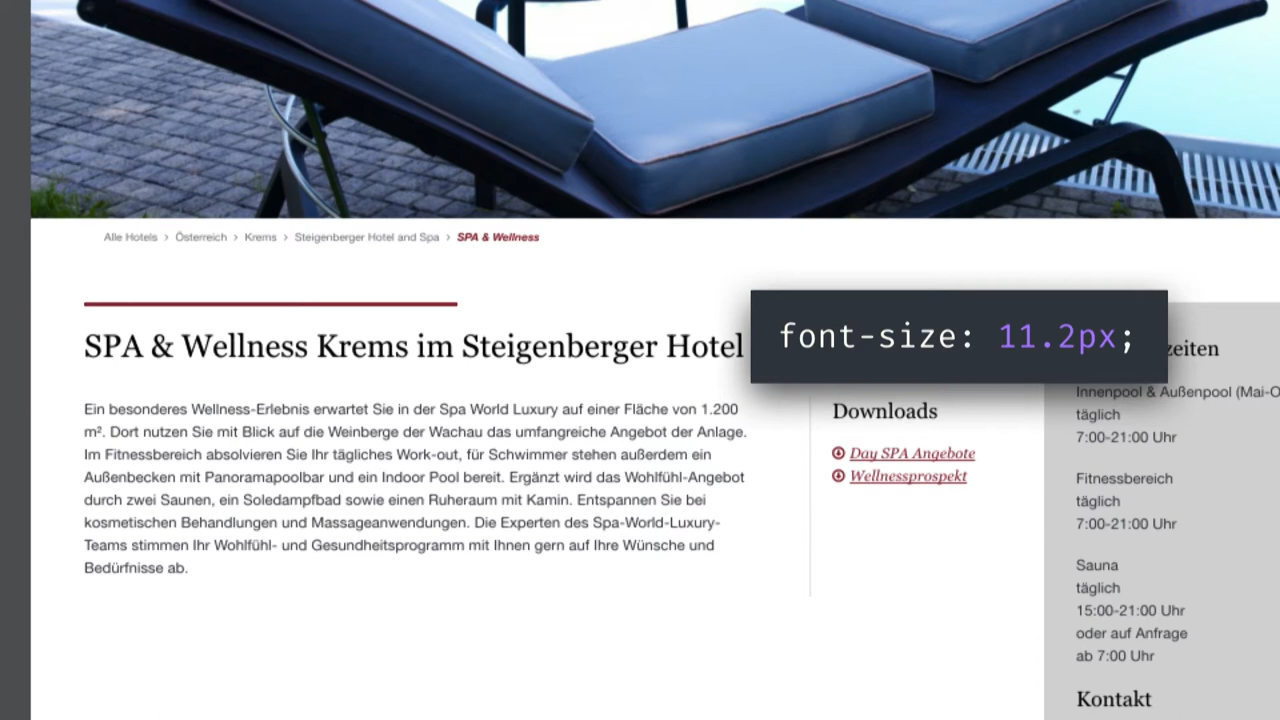 Alle Hotels › Österreich › Krems › Steigenberger Hotel and Spa › SPA & Wellness
SPA & Wellness Krems im Steigenberger Hotel
font-size: 11.2px;
Ein besonderes Wellness-Erlebnis erwartet Sie in der Spa World Luxury auf einer Fläche von 1.200
m². Dort nutzen Sie mit Blick auf die Weinberge der Wachau das umfangreiche Angebot der Anlage.
Im Fitnessbereich absolvieren Sie Ihr tägliches Work-out, für Schwimmer stehen außerdem ein
Außenbecken mit Panoramapoolbar und ein Indoor Pool bereit. Ergänzt wird das Wohlfühl-Angebot
durch zwei Saunen, ein Soledampfbad sowie einen Ruheraum mit Kamin. Entspannen Sie bei
kosmetischen Behandlungen und Massageanwendungen. Die Experten des Spa-World-Luxury-
Teams stimmen Ihr Wohlfühl- und Gesundheitsprogramm mit Ihnen gern auf Ihre Wünsche und
Bedürfnisse ab.
Downloads
Day SPA Angebote
Wellnessprospekt
zeiten
Innenpool & Außenpool (Mai-O
täglich
7:00-21:00 Uhr
Fitnessbereich
täglich
7:00-21:00 Uhr
Sauna
täglich
15:00-21:00 Uhr
oder auf Anfrage
ab 7:00 Uhr
Kontakt